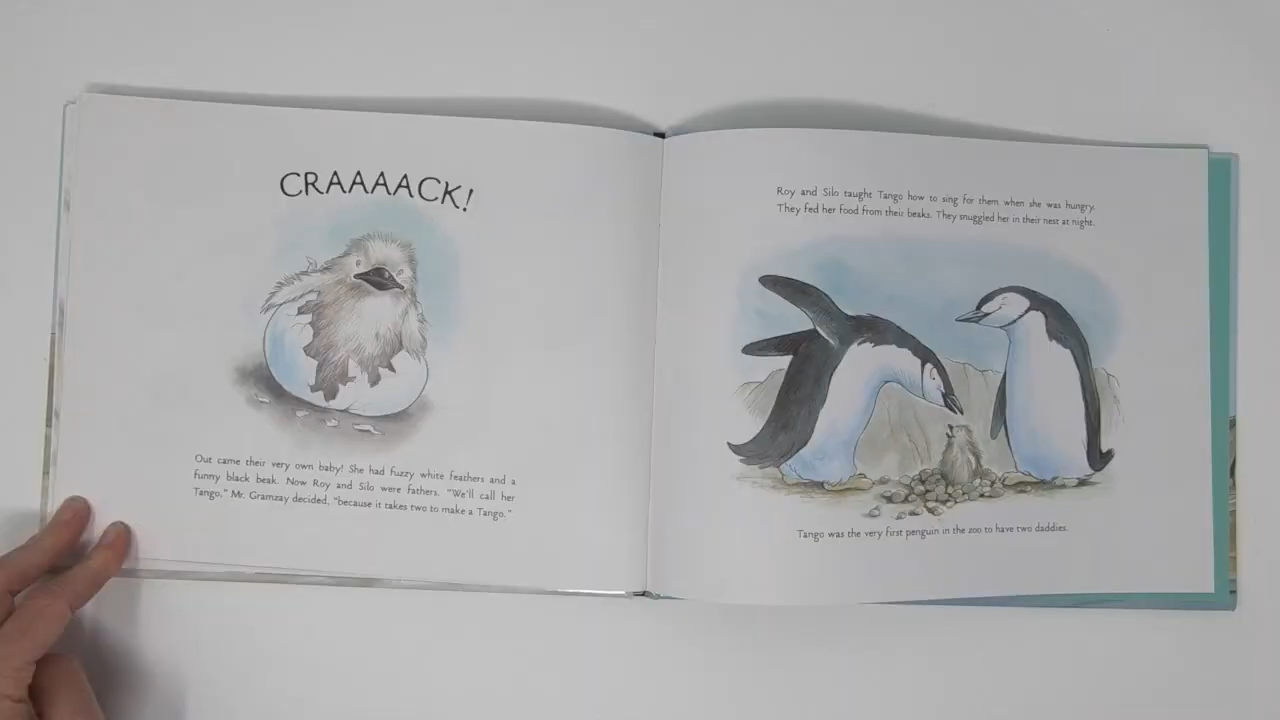 CRAAAACK!
Out came their very own baby! She had fuzzy white feathers and a
funny black beak. Now Roy and Silo were fathers. “We’ll call her
Tango,” Mr. Gramzay decided, “because it takes two to make a Tango.”
Roy and Silo taught Tango how to sing for them when she was hungry.
They fed her food from their beaks. They snuggled her in their nest at night.
Tango was the very first penguin in the zoo to have two daddies.